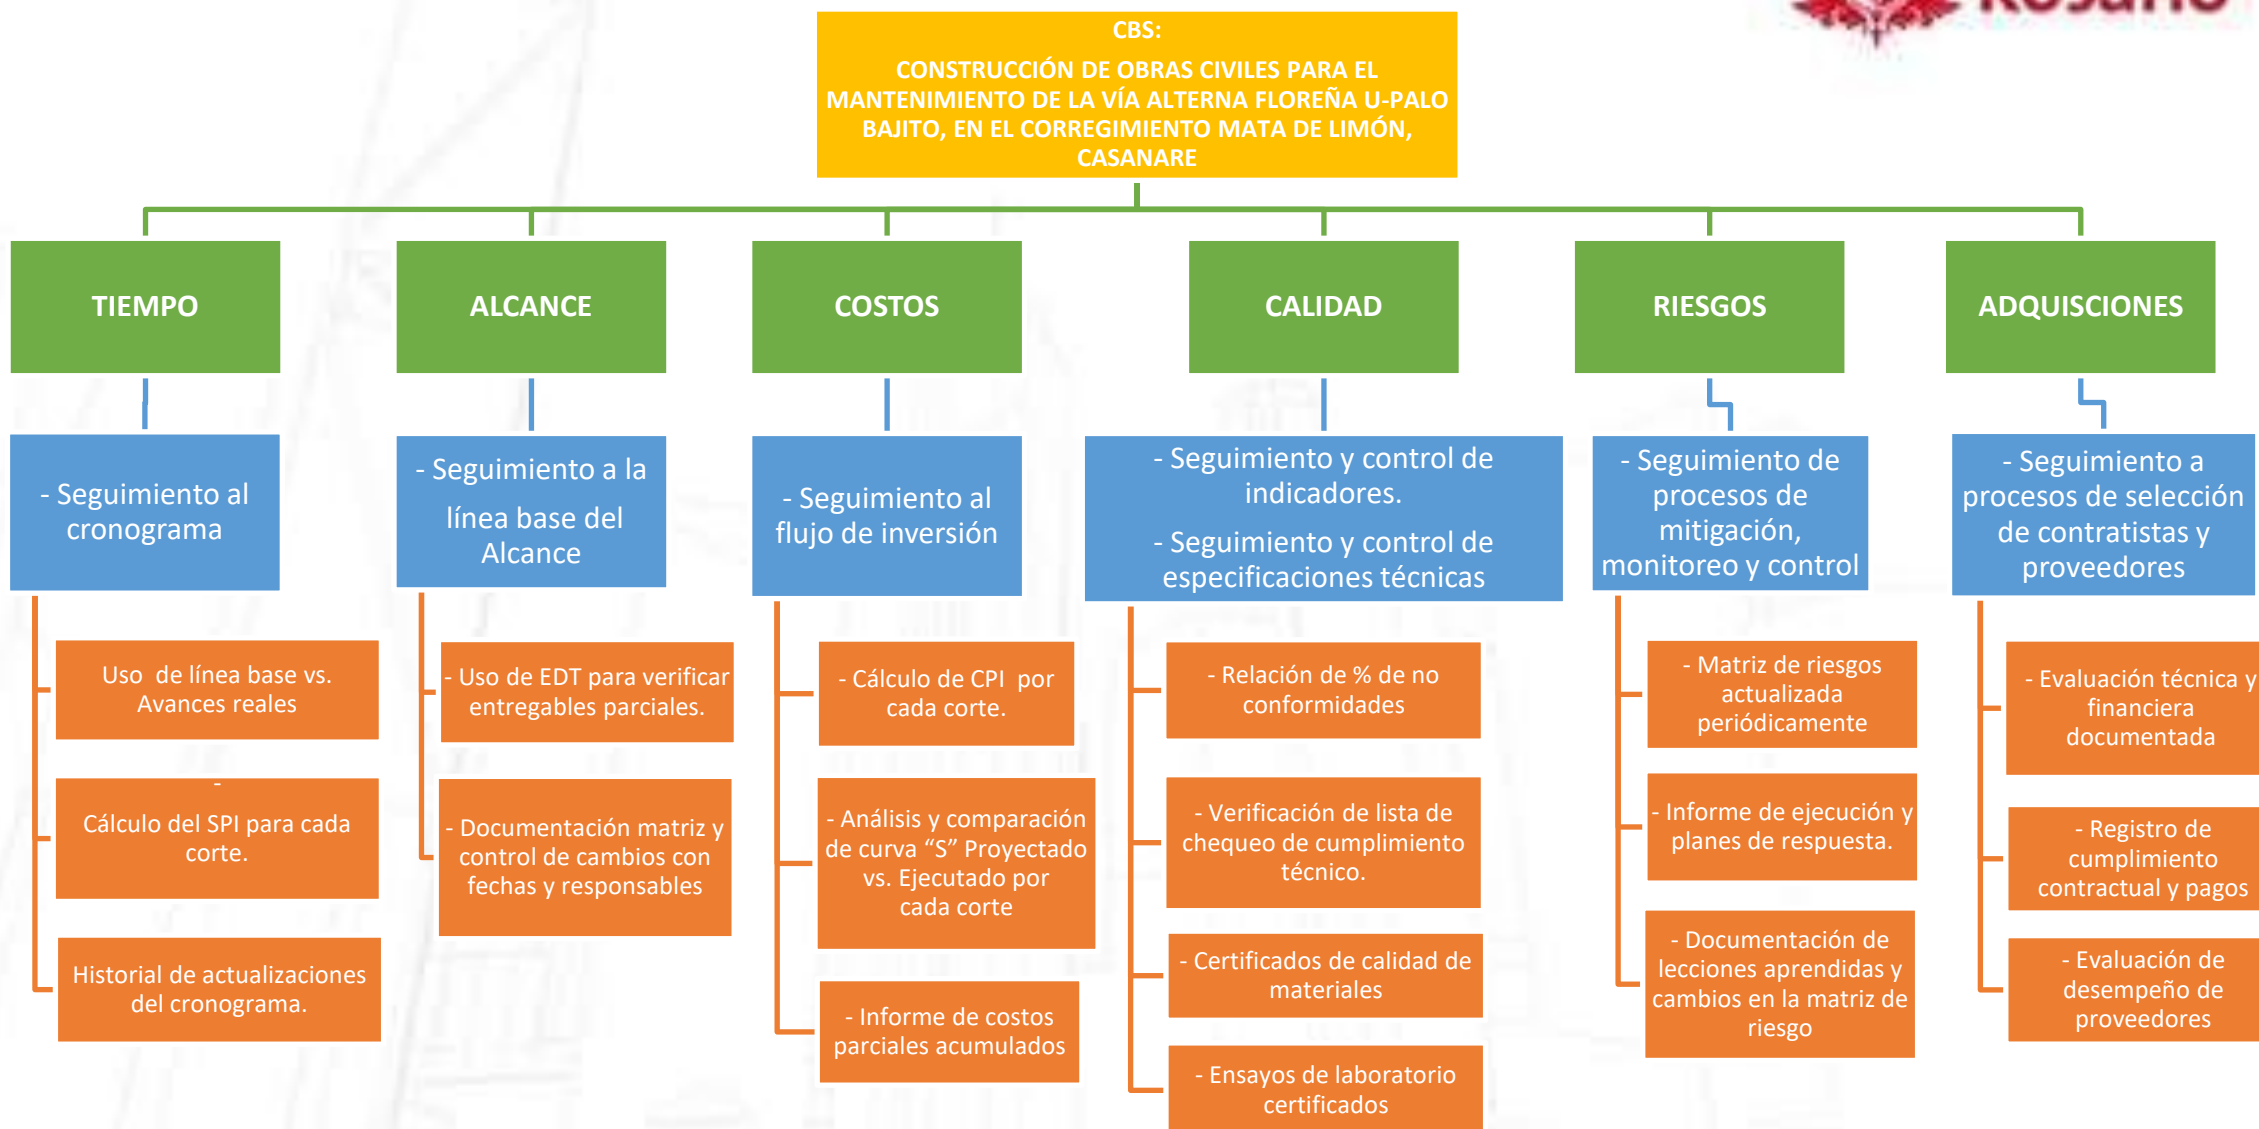 Rosario
CBS:
CONSTRUCCIÓN DE OBRAS CIVILES PARA EL
MANTENIMIENTO DE LA VÍA ALTERNA FLOREÑA U-PALO
BAJITO, EN EL CORREGIMIENTO MATA DE LIMÓN,
CASANARE
TIEMPO
ALCANCE
COSTOS
CALIDAD
RIESGOS
ADQUISCIONES
- Seguimiento al
cronograma
- Seguimiento a la
línea base del
Alcance
- Seguimiento al
flujo de inversión
- Seguimiento y control de
indicadores.
- Seguimiento y control de
especificaciones técnicas
- Seguimiento de
procesos de
mitigación,
monitoreo y control
- Seguimiento a
procesos de selección
de contratistas y
proveedores
Uso de línea base vs.
Avances reales
-
Cálculo del SPI para cada
corte.
Historial de actualizaciones
del cronograma.
- Uso de EDT para verificar
entregables parciales.
- Documentación matriz y
control de cambios con
fechas y responsables
- Cálculo de CPI por
cada corte.
- Análisis y comparación
de curva “S” Proyectado
vs. Ejecutado por
cada corte
- Informe de costos
parciales acumulados
- Relación de % de no
conformidades
- Verificación de lista de
chequeo de cumplimiento
técnico.
- Certificados de calidad de
materiales
- Ensayos de laboratorio
certificados
- Matriz de riesgos
actualizada
periódicamente
- Informe de ejecución y
planes de respuesta.
- Documentación de
lecciones aprendidas y
cambios en la matriz de
riesgo
- Evaluación técnica y
financiera
documentada
- Registro de
cumplimiento
contractual y pagos
- Evaluación de
desempeño de
proveedores